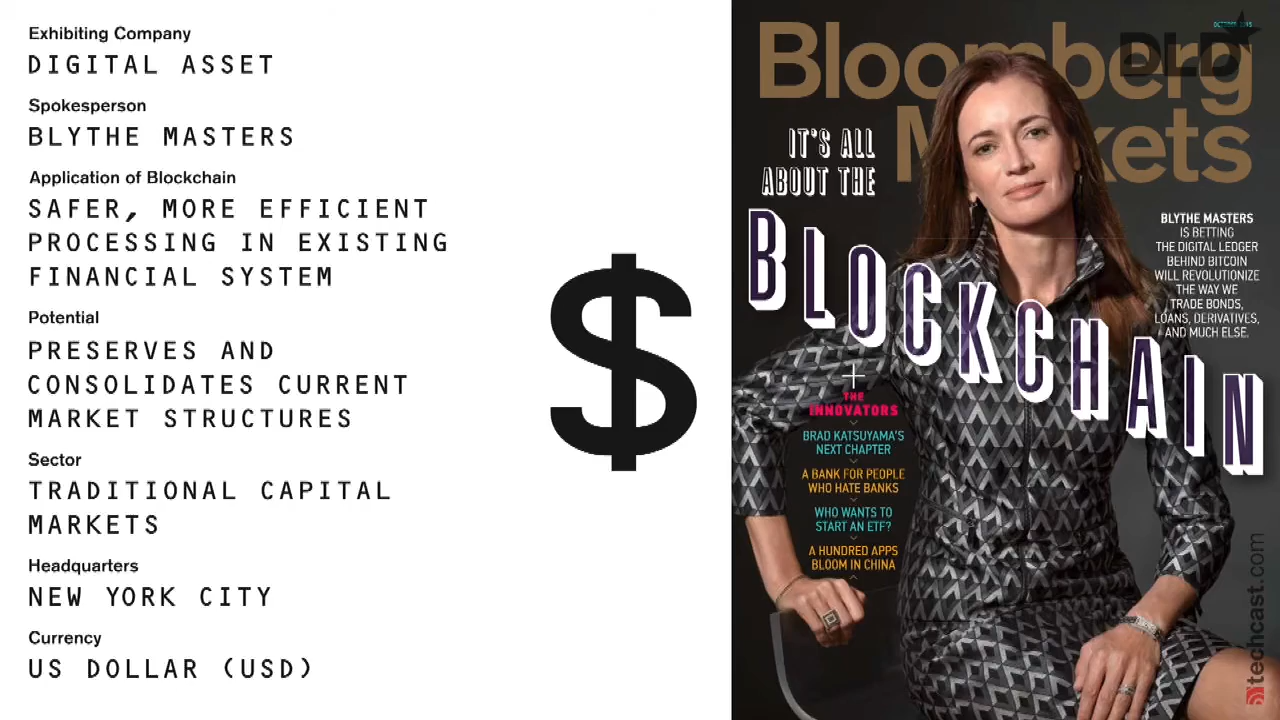 Exhibiting Company
DIGITAL ASSET
Spokesperson
BLYTHE MASTERS
Application of Blockchain
SAFER, MORE EFFICIENT
PROCESSING IN EXISTING
FINANCIAL SYSTEM
Potential
PRESERVES AND
CONSOLIDATES CURRENT
MARKET STRUCTURES
Sector
TRADITIONAL CAPITAL
MARKETS
Headquarters
NEW YORK CITY
Currency
US DOLLAR (USD)
$
OCTOBER 2015
DLD
Bloomberg
Markets
IT'S ALL
ABOUT THE
BLOCKCHAIN
BLYTHE MASTERS
IS BETTING
THE DIGITAL LEDGER
BEHIND BITCOIN
WILL REVOLUTIONIZE
THE WAY WE
TRADE BONDS,
LOANS, DERIVATIVES,
AND MUCH ELSE.
+
THE
INNOVATORS
BRAD KATSUYAMA'S
NEXT CHAPTER
A BANK FOR PEOPLE
WHO HATE BANKS
WHO WANTS TO
START AN ETF?
A HUNDRED APPS
BLOOM IN CHINA
techcast.com